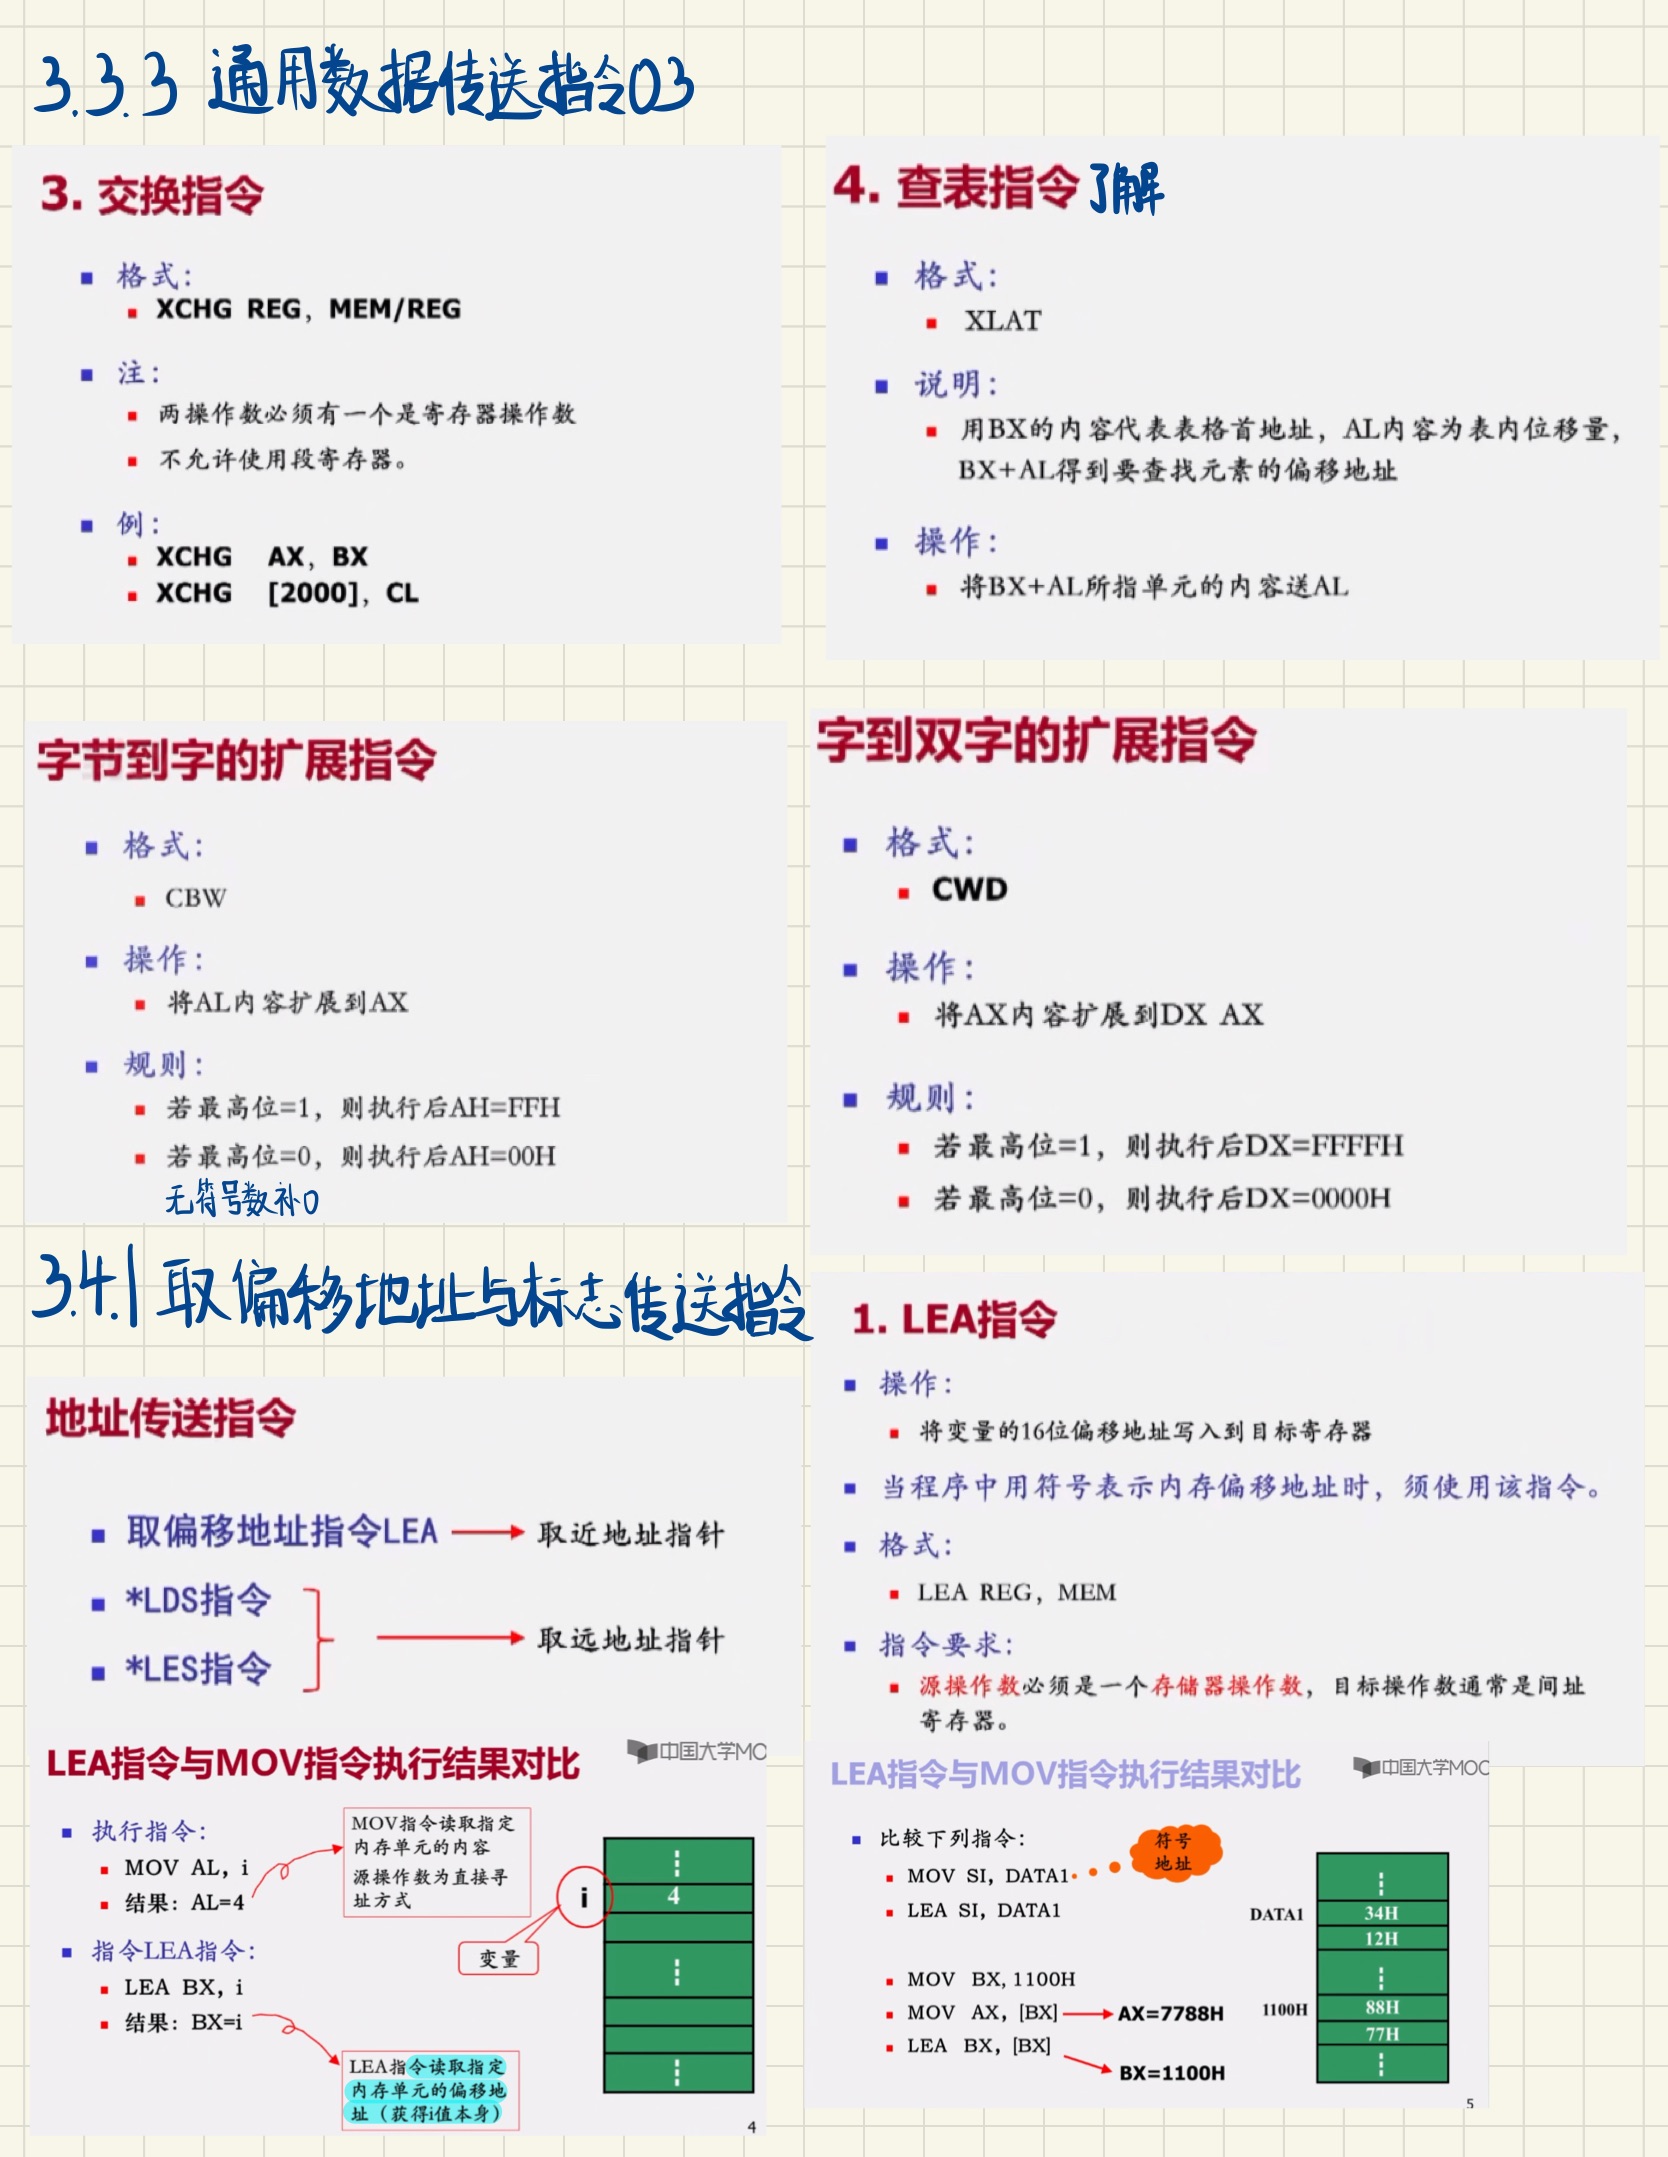 3.3.3 通用数据传送指令03
3. 交换指令
格式:
XCHG REG, MEM/REG
注:
两操作数必须有一个是寄存器操作数
不允许使用段寄存器。
例:
XCHG AX, BX
XCHG [2000], CL
4. 查表指令 了解
格式:
XLAT
说明:
用BX的内容代表表格首地址，AL内容为表内位移量，
BX+AL得到要查找元素的偏移地址
操作:
将BX+AL所指单元的内容送AL
字节到字的扩展指令
格式:
CBW
操作:
将AL内容扩展到AX
规则:
若最高位=1，则执行后AH=FFH
若最高位=0，则执行后AH=00H
无符号数补0
字到双字的扩展指令
格式:
CWD
操作:
将AX内容扩展到DX AX
规则:
若最高位=1，则执行后DX=FFFFH
若最高位=0，则执行后DX=0000H
3.4.1 取偏移地址与标志传送指令
地址传送指令
取偏移地址指令LEA 取近地址指针
*LDS指令
取远地址指针
*LES指令
1. LEA指令
操作:
将变量的16位偏移地址写入到目标寄存器
当程序中用符号表示内存偏移地址时，须使用该指令。
格式:
LEA REG, MEM
指令要求:
源操作数必须是一个存储器操作数，目标操作数通常是间址
寄存器。
LEA指令与MOV指令执行结果对比
中国大学MO
执行指令:
MOV AL, i
结果: AL=4
指令LEA指令:
LEA BX, i
结果: BX=i
MOV指令读取指定
内存单元的内容
源操作数为直接寻
址方式
变量
i
4
LEA指令读取指定
内存单元的偏移地
址（获得i值本身）
4
LEA指令与MOV指令执行结果对比
中国大学MOC
比较下列指令:
MOV SI, DATA1
LEA SI, DATA1
符号
地址
MOV BX, 1100H
MOV AX, [BX] AX=7788H
LEA BX, [BX]
BX=1100H
DATA1 34H
12H
1100H 88H
77H
5